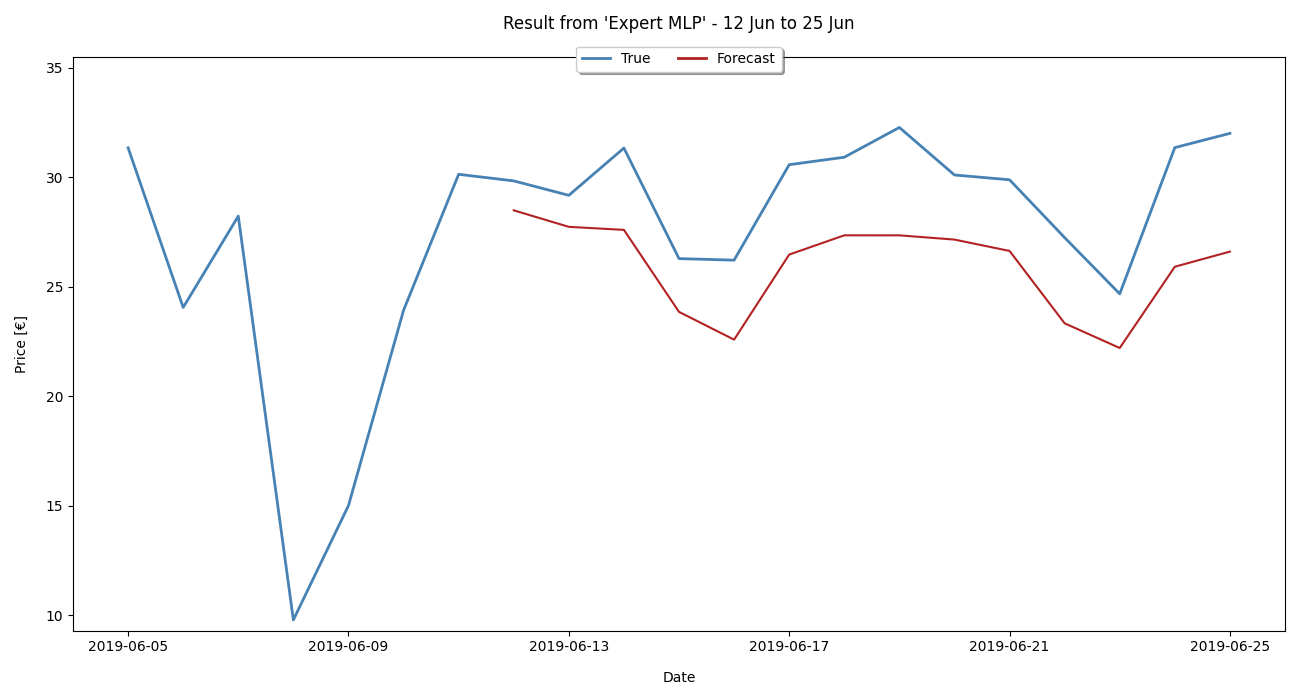 Result from 'Expert MLP' - 12 Jun to 25 Jun
True Forecast
35
30
25
20
15
10
Price [€]
2019-06-05 2019-06-09 2019-06-13 2019-06-17 2019-06-21 2019-06-25
Date